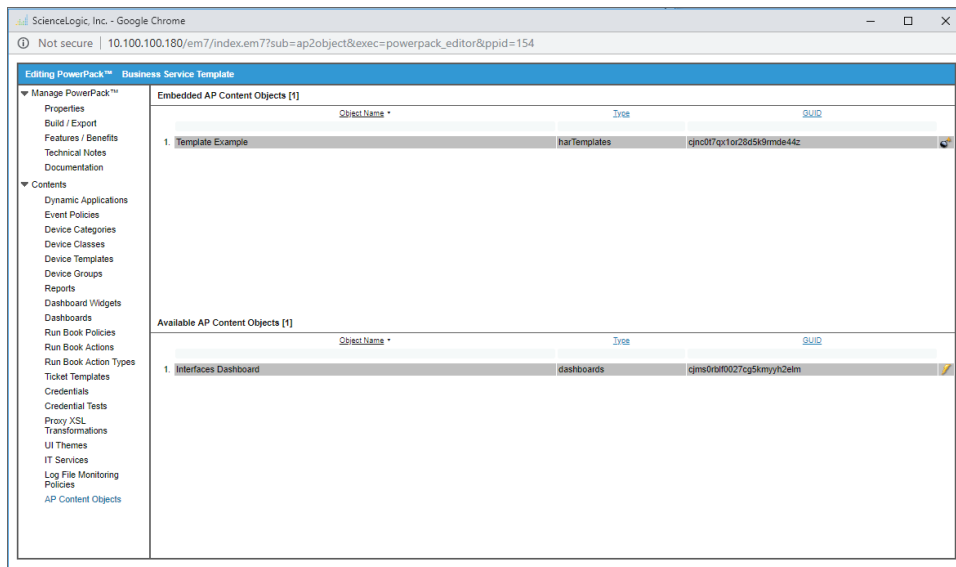 ScienceLogic, Inc. - Google Chrome
Not secure | 10.100.100.180/em7/index.em7?sub=ap2object&exec=powerpack_editor&ppid=154
Editing PowerPack™ Business Service Template
Manage PowerPack™
Properties
Build / Export
Features / Benefits
Technical Notes
Documentation
Contents
Dynamic Applications
Event Policies
Device Categories
Device Classes
Device Templates
Device Groups
Reports
Dashboard Widgets
Dashboards
Run Book Policies
Run Book Actions
Run Book Action Types
Ticket Templates
Credentials
Credential Tests
Proxy XSL
Transformations
UI Themes
IT Services
Log File Monitoring
Policies
AP Content Objects
Embedded AP Content Objects [1]
Object Name Type GUID
1. Template Example harTemplates cjnc0t7qx1or28d5k9rmde44z
Available AP Content Objects [1]
Object Name Type GUID
1. Interfaces Dashboard dashboards cjms0rblf0027cg5kmyyh2elm